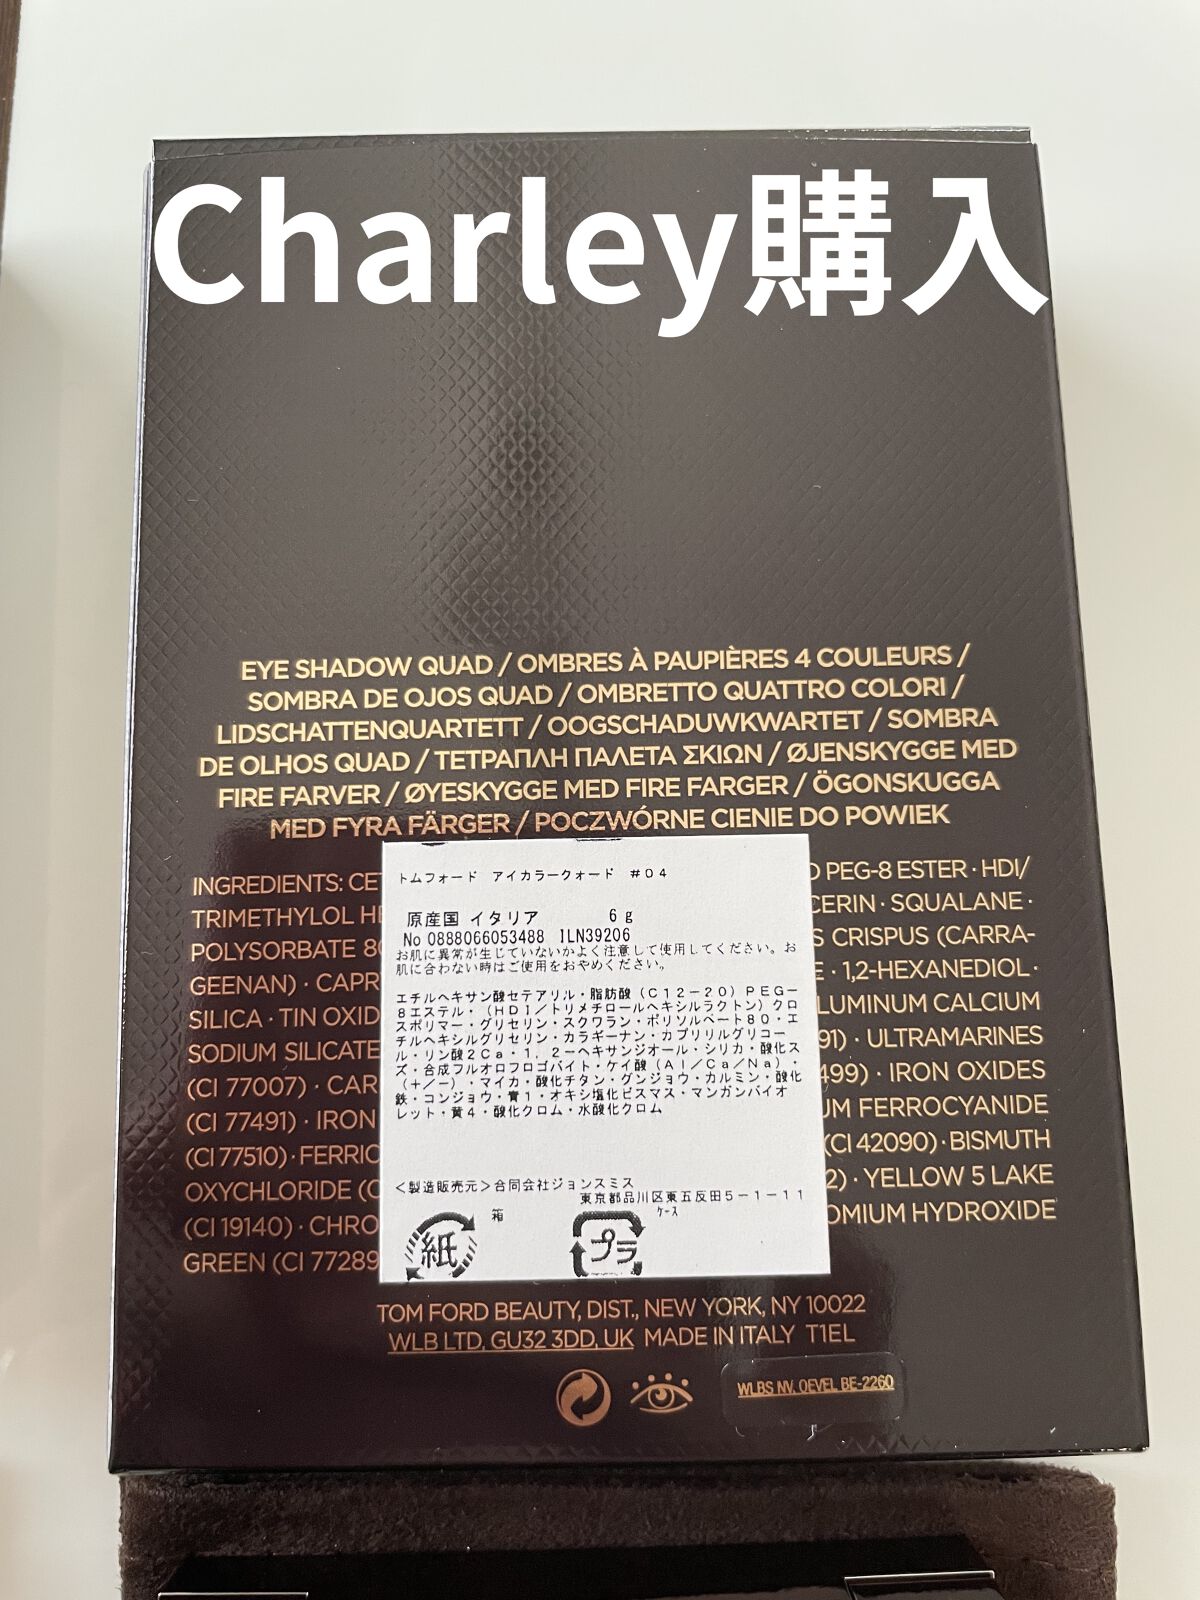 Charley購入
EYE SHADOW QUAD / OMBRES À PAUPIÈRES 4 COULEURS /
SOMBRA DE OJOS QUAD / OMBRETTO QUATTRO COLORI /
LIDSCHATTENQUARTETT / OOGSCHADUWKWARTET / SOMBRA
DE OLHOS QUAD / ΤΕΤΡΑΠΛΗ ΠΑΛΕΤΑ ΣΚΙΩΝ / ØJENSKYGGE MED
FIRE FARVER / ØYESKYGGE MED FIRE FARGER / ÖGONSKUGGA
MED FYRA FÄRGER / POCZWÓRNE CIENIE DO POWIEK
INGREDIENTS: CE
PEG-8 ESTER · HDI/
TRIMETHYLOL HE
CERIN · SQUALANE ·
POLYSORBATE 80
S CRISPUS (CARRA-
GEENAN) · CAPR
E · 1,2-HEXANEDIOL ·
SILICA · TIN OXID
LUMINUM CALCIUM
SODIUM SILICATE
91) · ULTRAMARINES
(CI 77007) · CAR
499) · IRON OXIDES
(CI 77491) · IRON
UM FERROCYANIDE
(CI 77510) · FERRIC
(CI 42090) · BISMUTH
OXYCHLORIDE (C
2) · YELLOW 5 LAKE
(CI 19140) · CHRO
OMIUM HYDROXIDE
GREEN (CI 77289
トムフォード アイカラークォード #04
原産国 イタリア 6g
No 0888066053488 ILN39206
お肌に異常が生じていないかよく注意して使用してください。お
肌に合わない時はご使用をおやめください。
エチルヘキサン酸セテアリル・脂肪酸(C12-20)PEG-
8エステル・(HDI/トリメチロールヘキシルラクトン)クロ
スポリマー・グリセリン・スクワラン・ポリソルベート80・エ
チルヘキシルグリセリン・カラギーナン・カプリリルグリコー
ル・リン酸2Ca・1,2-ヘキサンジオール・シリカ・酸化ス
ズ・合成フルオロフロゴパイト・ケイ酸(Al/Ca/Na)・
(+/-)・マイカ・酸化チタン・グンジョウ・カルミン・酸化
鉄・コンジョウ・青1・オキシ塩化ビスマス・マンガンバイオ
レット・黄4・酸化クロム・水酸化クロム
<製造販売元>合同会社ジョンスミス
東京都品川区東五反田5-1-11
箱
ケース
紙
プラ
TOM FORD BEAUTY, DIST., NEW YORK, NY 10022
WLB LTD, GU32 3DD, UK MADE IN ITALY T1EL
WLBS NV, OEVEL BE-2260